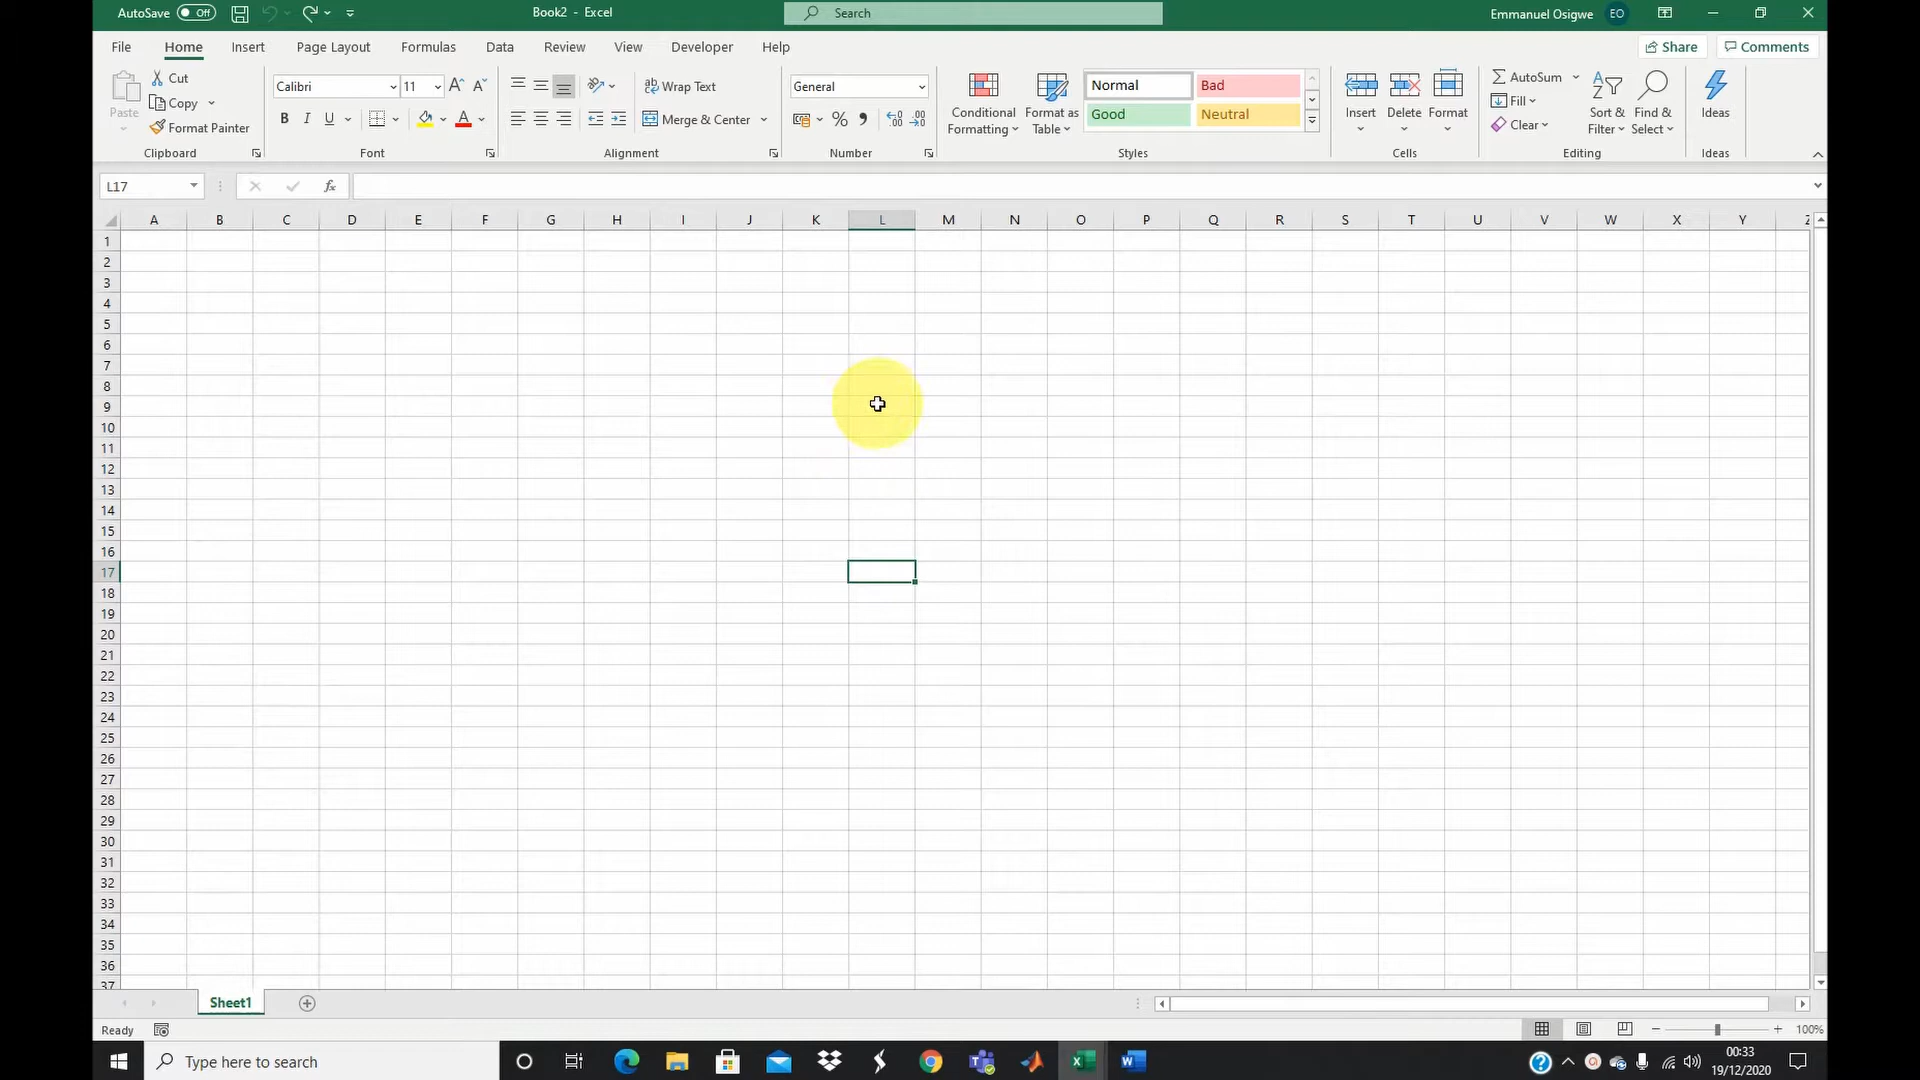 AutoSave Off Book2 - Excel Search Emmanuel Osigwe EO
File Home Insert Page Layout Formulas Data Review View Developer Help Share Comments
Paste
Cut
Copy
Format Painter
Clipboard
Calibri 11
B I U
Font
Wrap Text
Merge & Center
Alignment
General
Number
Conditional Formatting
Format as Table
Normal Bad
Good Neutral
Styles
Insert Delete Format
Cells
AutoSum
Fill
Clear
Sort & Filter
Find & Select
Editing
Ideas
Ideas
L17 fx
A B C D E F G H I J K L M N O P Q R S T U V W X Y Z
1
2
3
4
5
6
7
8
9
10
11
12
13
14
15
16
17
18
19
20
21
22
23
24
25
26
27
28
29
30
31
32
33
34
35
36
37
Sheet1
Ready 100%
Type here to search 00:33
19/12/2020